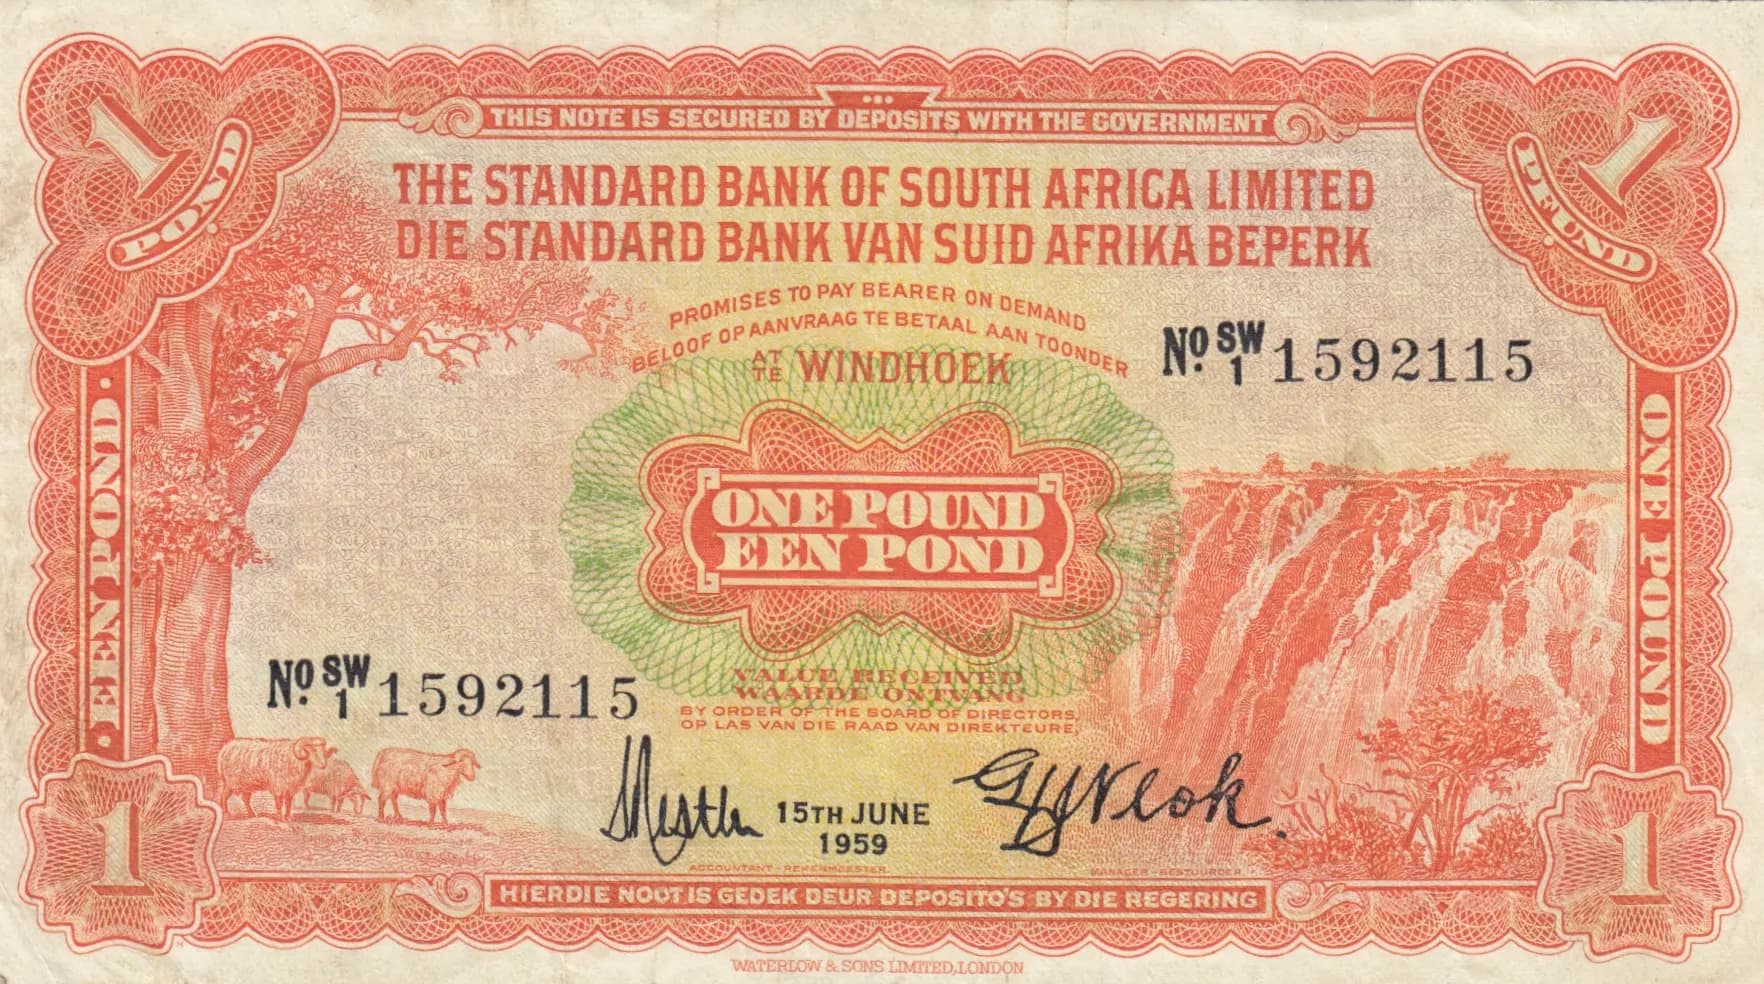 THIS NOTE IS SECURED BY DEPOSITS WITH THE GOVERNMENT
1 POND
1 POUND
THE STANDARD BANK OF SOUTH AFRICA LIMITED
DIE STANDARD BANK VAN SUID AFRIKA BEPERK
PROMISES TO PAY BEARER ON DEMAND
BELOOF OP AANVRAAG TE BETAAL AAN TOONDER
AT TE WINDHOEK
No. SW/1 1592115
EEN POND
ONE POUND
EEN POND
ONE POUND
No. SW/1 1592115
VALUE RECEIVED
WAARDE ONTVANG
BY ORDER OF THE BOARD OF DIRECTORS,
OP LAS VAN DIE RAAD VAN DIREKTEURE,
15TH JUNE
1959
ACCOUNTANT - REKENMEESTER
MANAGER - BESTUURDER
1
1
HIERDIE NOOT IS GEDEK DEUR DEPOSITO'S BY DIE REGERING
WATERLOW & SONS LIMITED, LONDON